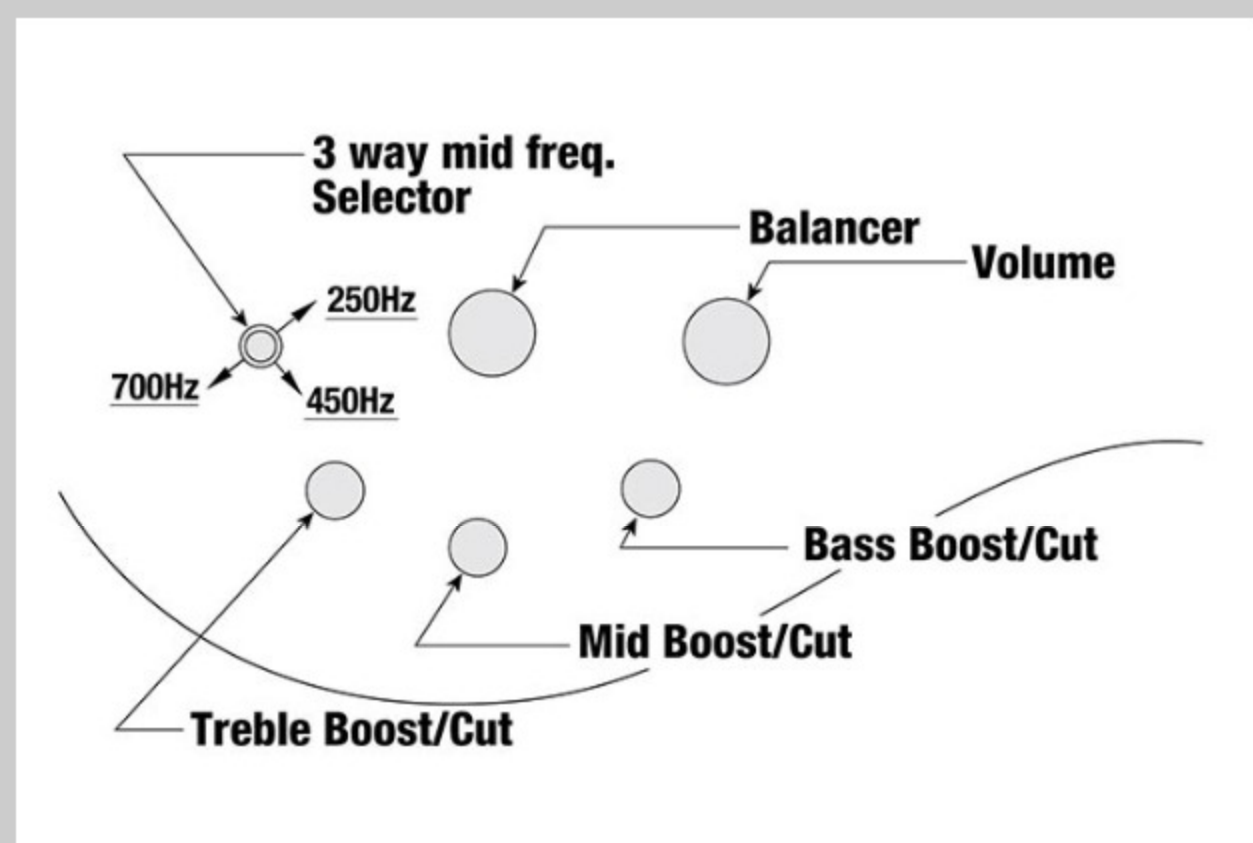 3 way mid freq.
Selector
Balancer
Volume
250Hz
700Hz
450Hz
Bass Boost/Cut
Mid Boost/Cut
Treble Boost/Cut